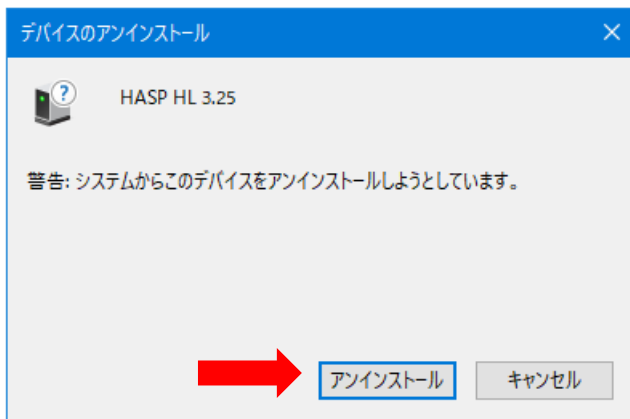 デバイスのアンインストール
HASP HL 3.25
警告: システムからこのデバイスをアンインストールしようとしています。
アンインストール
キャンセル